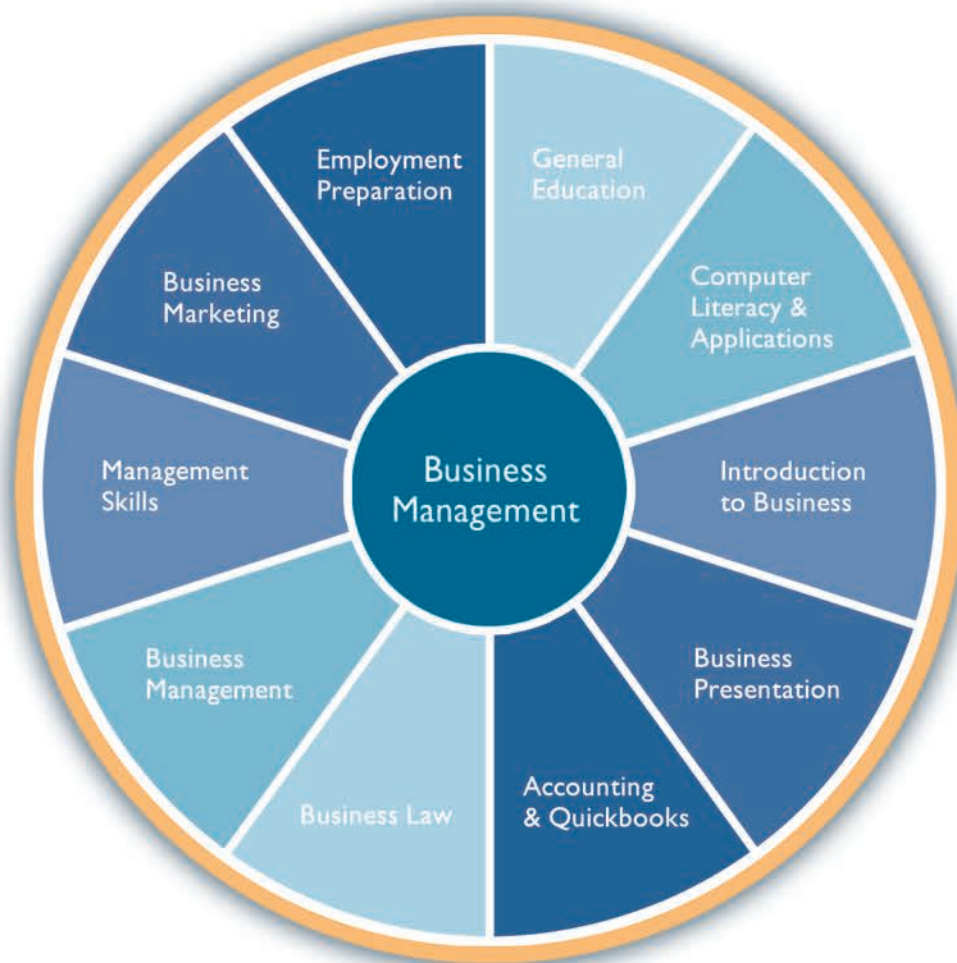 Employment
Preparation
General
Education
Computer
Literacy &
Applications
Introduction
to Business
Business
Presentation
Accounting
& Quickbooks
Business Law
Business
Management
Management
Skills
Business
Marketing
Business
Management